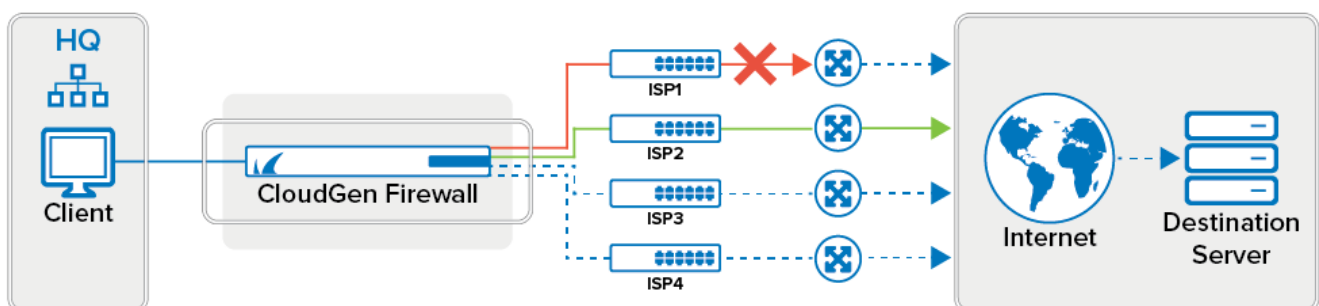 HQ
Client
CloudGen Firewall
ISP1
ISP2
ISP3
ISP4
Internet
Destination
Server